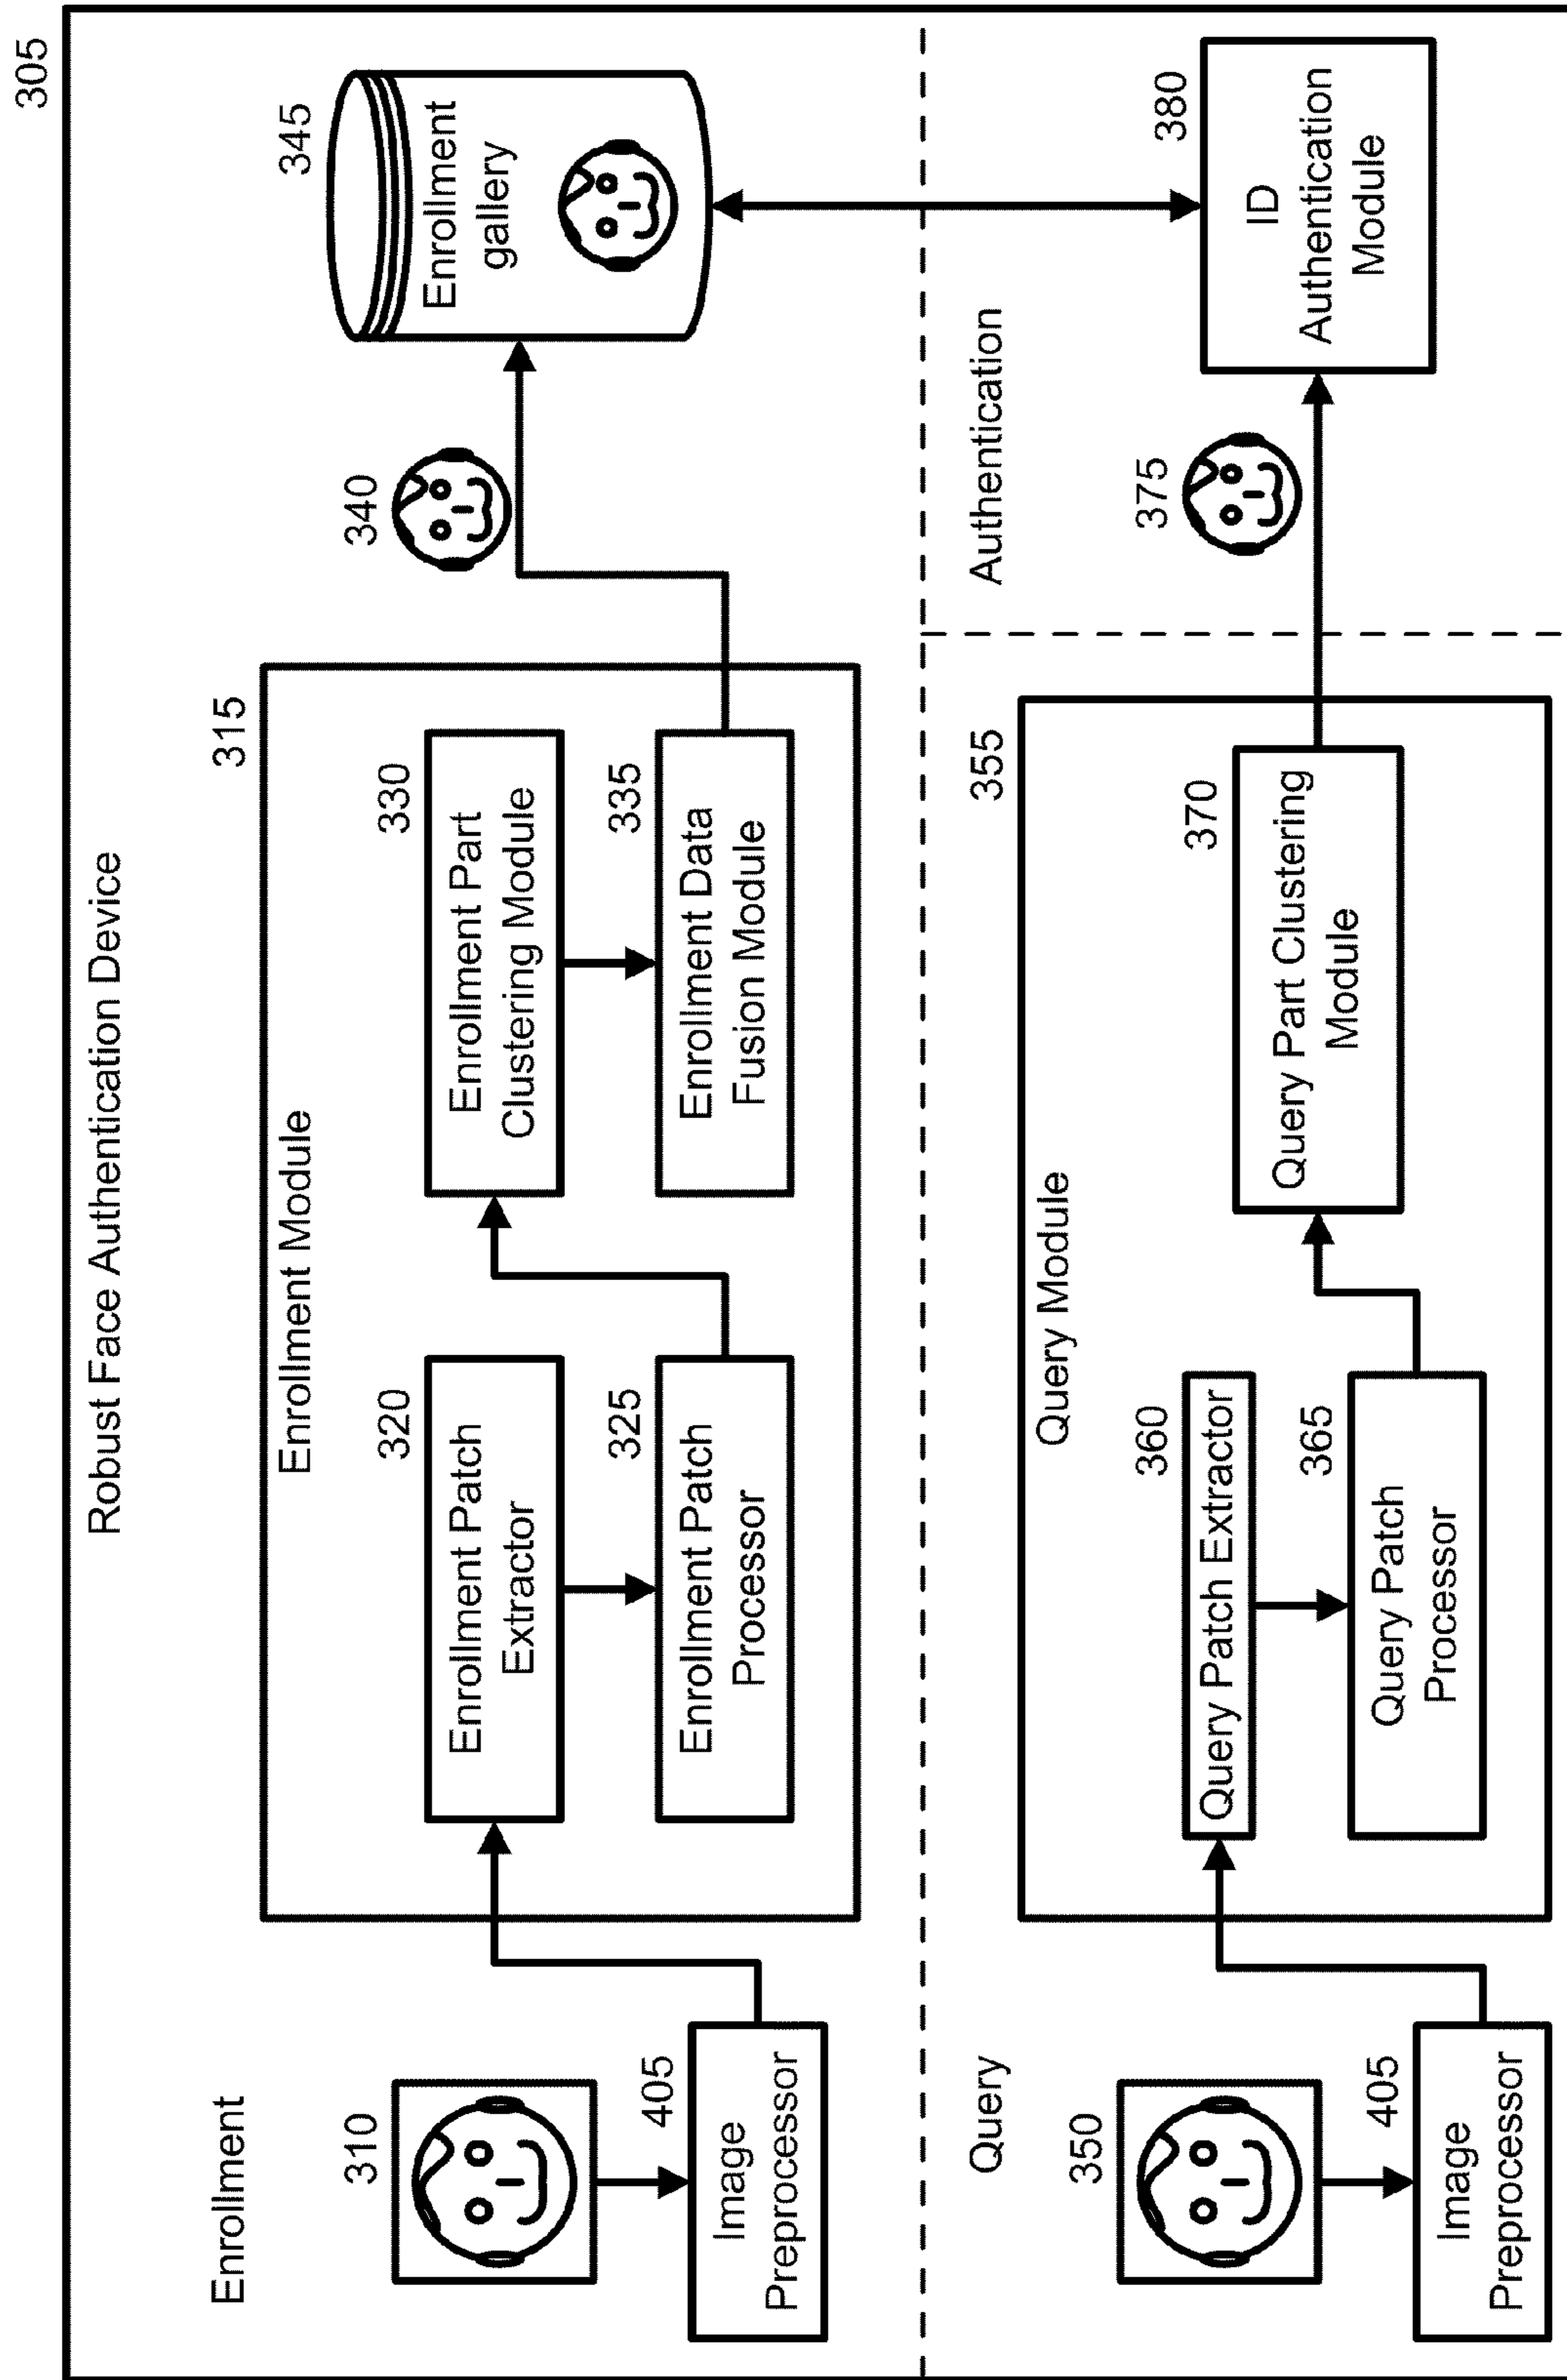 305
Robust Face Authentication Device
Enrollment
310
405
Image
Preprocessor
315
Enrollment Module
320
Enrollment Patch
Extractor
325
Enrollment Patch
Processor
330
Enrollment Part
Clustering Module
335
Enrollment Data
Fusion Module
340
345
Enrollment
gallery
Query
350
405
Image
Preprocessor
355
Query Module
360
Query Patch Extractor
365
Query Patch
Processor
370
Query Part Clustering
Module
Authentication
375
380
ID
Authentication
Module